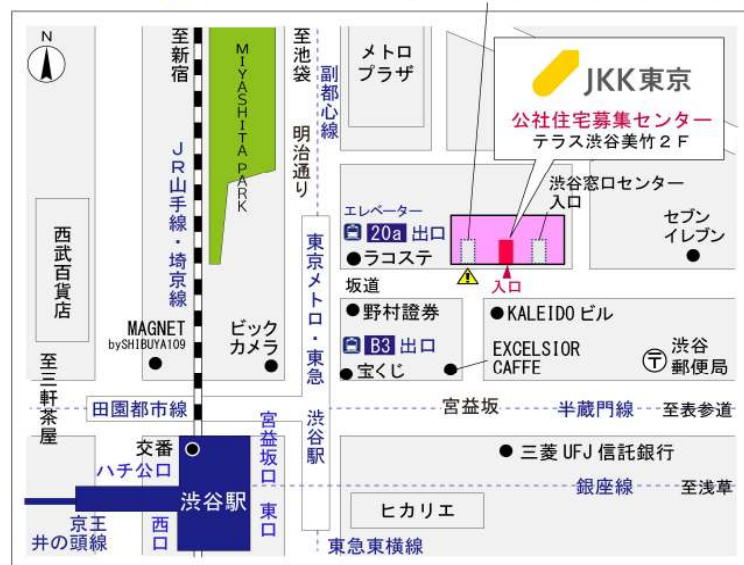 N
至新宿
MIYASHITA PARK
至池袋
副都心線
明治通り
メトロ
プラザ
JKK東京
公社住宅募集センター
テラス渋谷美竹2F
渋谷窓口センター
入口
セブン
イレブン
JR山手線・埼京線
西武百貨店
エレベーター
20a 出口
ラコステ
入口
坂道
東京メトロ・東急 渋谷駅
MAGNET
bySHIBUYA109
ビック
カメラ
野村證券
B3 出口
宝くじ
KALEIDO ビル
EXCELSIOR
CAFFE
〒 渋谷
郵便局
至三軒茶屋
田園都市線
宮益坂
半蔵門線
至表参道
交番
ハチ公口
渋谷駅
宮益坂口
東口
西口
三菱 UFJ 信託銀行
銀座線
至浅草
ヒカリエ
京王
井の頭線
東急東横線